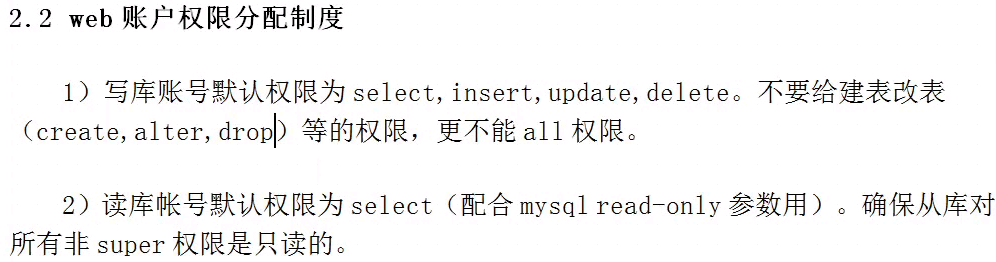 2.2 web 账户权限分配制度
1）写库账号默认权限为 select,insert,update,delete。不要给建表改表
（create,alter,drop）等的权限，更不能 all 权限。
2）读库帐号默认权限为 select（配合 mysql read-only 参数用）。确保从库对
所有非 super 权限是只读的。